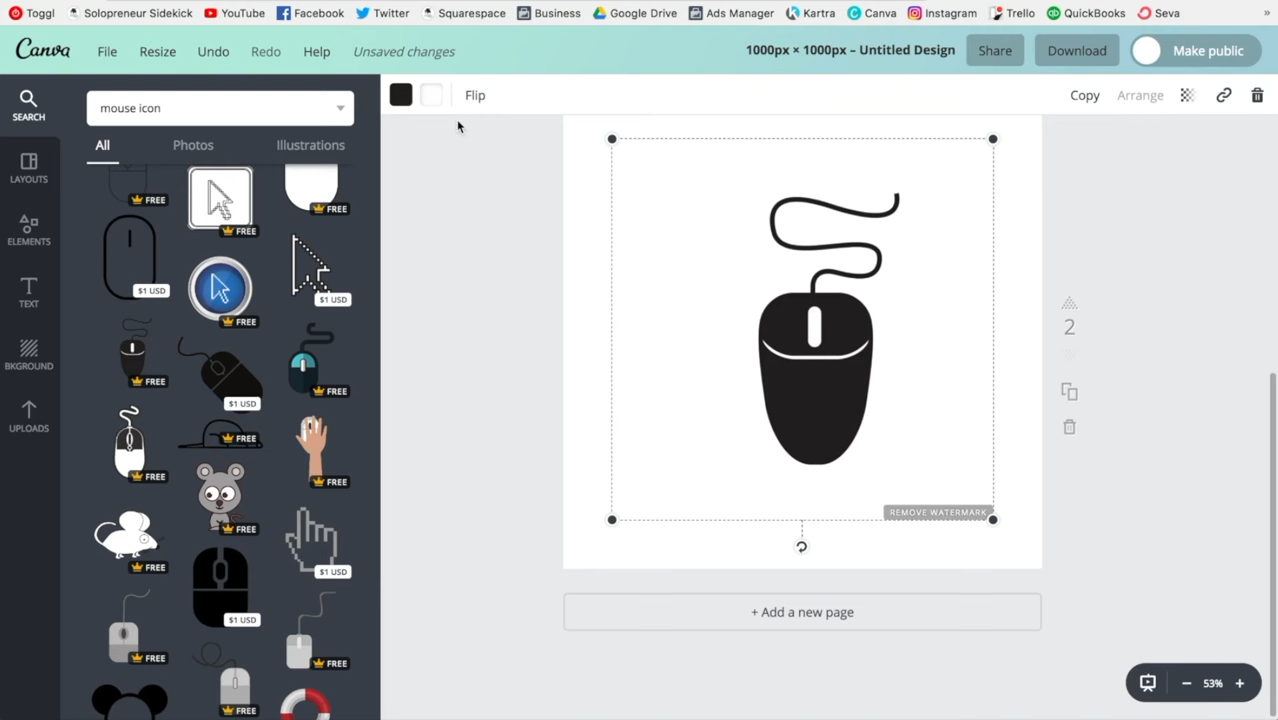 Toggl Solopreneur Sidekick YouTube Facebook Twitter Squarespace Business Google Drive Ads Manager Kartra Canva Instagram Trello QuickBooks Seva »
Canva File Resize Undo Redo Help Unsaved changes 1000px × 1000px – Untitled Design Share Download Make public
SEARCH
mouse icon
Flip
Copy Arrange
All Photos Illustrations
LAYOUTS
FREE
FREE
FREE
ELEMENTS
$1 USD
FREE
$1 USD
TEXT
2
BKGROUND
FREE
$1 USD
FREE
UPLOADS
FREE
FREE
FREE
REMOVE WATERMARK
FREE
FREE
$1 USD
$1 USD
+ Add a new page
FREE
FREE
FREE
53%